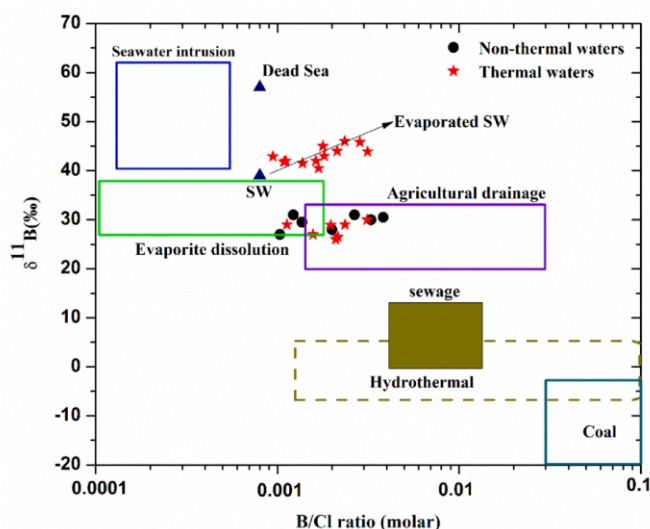 Seawater intrusion
Non-thermal waters
Dead Sea
Thermal waters
Evaporated SW
SW
Agricultural drainage
Evaporite dissolution
sewage
Hydrothermal
Coal
70
60
50
40
30
20
10
0
-10
-20
δ¹¹B(‰)
0.0001
0.001
0.01
0.1
B/Cl ratio (molar)